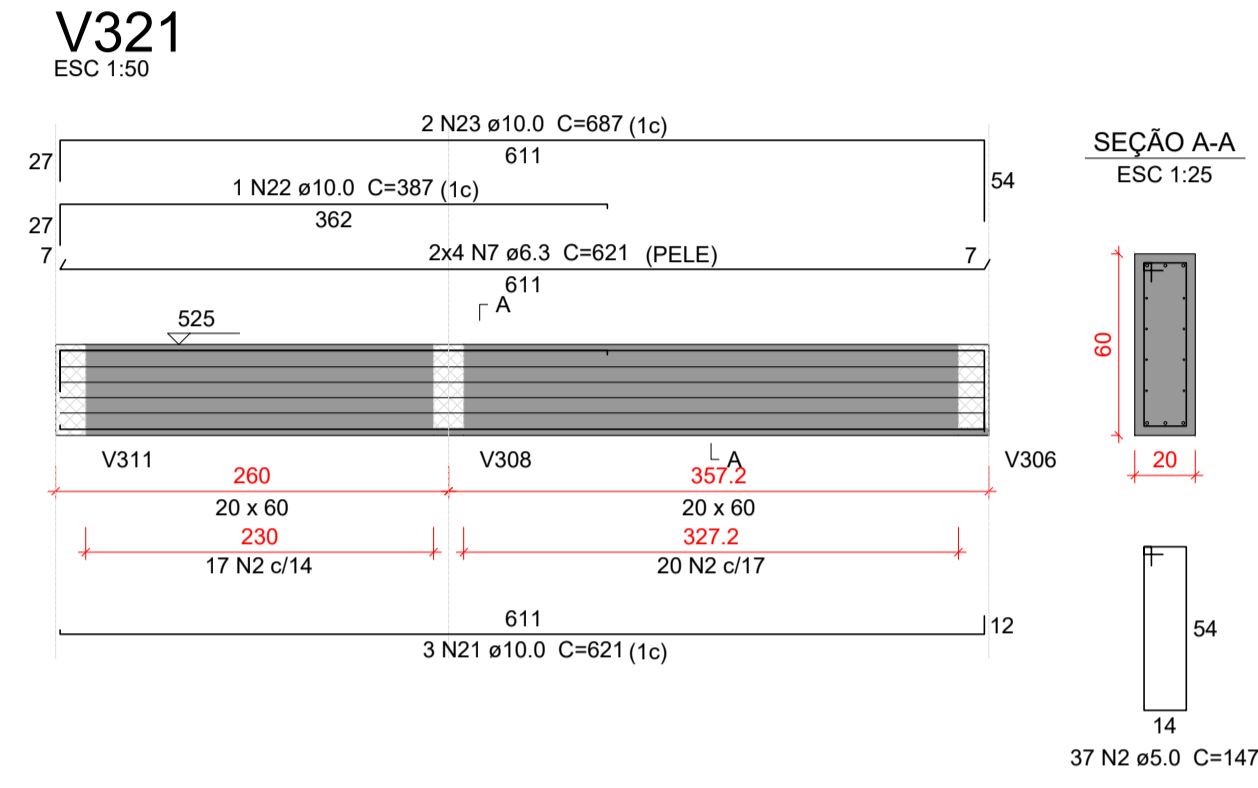 V321
ESC 1:50
2 N23 ø10.0 C=687 (1c)
27
611
54
SEÇÃO A-A
ESC 1:25
1 N22 ø10.0 C=387 (1c)
27
362
7
2x4 N7 ø6.3 C=621 (PELE)
7
611
A
525
60
V311
V308
A
V306
260
357.2
20
20 x 60
20 x 60
230
327.2
17 N2 c/14
20 N2 c/17
611
12
3 N21 ø10.0 C=621 (1c)
54
14
37 N2 ø5.0 C=147